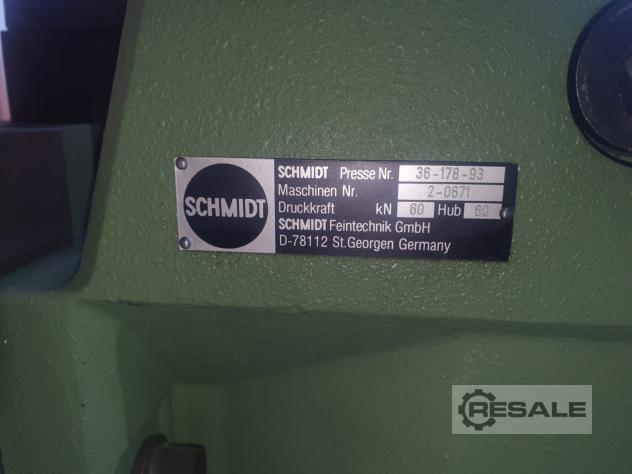 SCHMIDT
SCHMIDT Presse Nr. 36-178-93
Maschinen Nr. 2-0671
Druckkraft kN 60 Hub 60
SCHMIDT Feintechnik GmbH
D-78112 St.Georgen Germany
RESALE